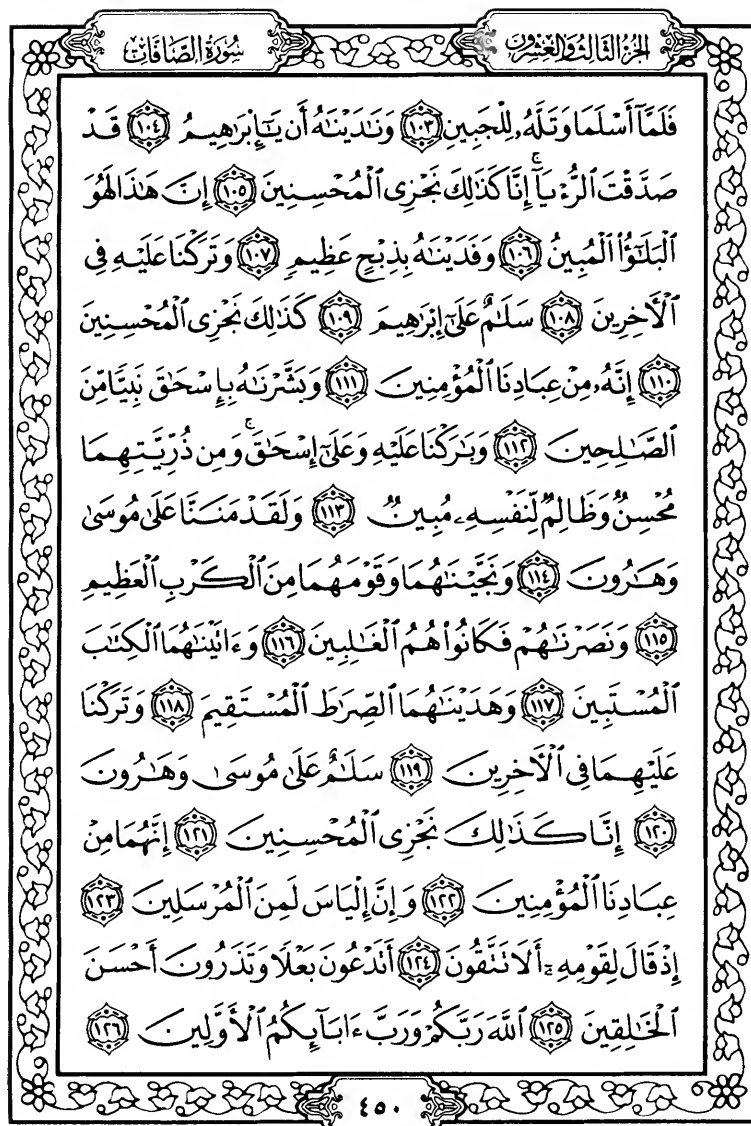 الجزء الثالث والعشرون
سورة الصافات
فَلَمَّآ أَسْلَمَا وَتَلَّهُۥ لِلْجَبِينِ ١٠٣ وَنَٰدَيْنَٰهُ أَن يَٰٓإِبْرَٰهِيمُ ١٠٤ قَدْ
صَدَّقْتَ ٱلرُّءْيَآ ۚ إِنَّا كَذَٰلِكَ نَجْزِى ٱلْمُحْسِنِينَ ١٠٥ إِنَّ هَٰذَا لَهُوَ
ٱلْبَلَٰٓؤُا۟ ٱلْمُبِينُ ١٠٦ وَفَدَيْنَٰهُ بِذِبْحٍ عَظِيمٍ ١٠٧ وَتَرَكْنَا عَلَيْهِ فِى
ٱلْأَخِرِينَ ١٠٨ سَلَٰمٌ عَلَىٰٓ إِبْرَٰهِيمَ ١٠٩ كَذَٰلِكَ نَجْزِى ٱلْمُحْسِنِينَ
١١٠ إِنَّهُۥ مِنْ عِبَادِنَا ٱلْمُؤْمِنِينَ ١١١ وَبَشَّرْنَٰهُ بِإِسْحَٰقَ نَبِيًّا مِّنَ
ٱلصَّٰلِحِينَ ١١٢ وَبَٰرَكْنَا عَلَيْهِ وَعَلَىٰٓ إِسْحَٰقَ ۚ وَمِن ذُرِّيَّتِهِمَا
مُحْسِنٌ وَظَالِمٌ لِّنَفْسِهِۦ مُبِينٌ ١١٣ وَلَقَدْ مَنَنَّا عَلَىٰ مُوسَىٰ
وَهَٰرُونَ ١١٤ وَنَجَّيْنَٰهُمَا وَقَوْمَهُمَا مِنَ ٱلْكَرْبِ ٱلْعَظِيمِ
١١٥ وَنَصَرْنَٰهُمْ فَكَانُوا۟ هُمُ ٱلْغَٰلِبِينَ ١١٦ وَءَاتَيْنَٰهُمَا ٱلْكِتَٰبَ
ٱلْمُسْتَبِينَ ١١٧ وَهَدَيْنَٰهُمَا ٱلصِّرَٰطَ ٱلْمُسْتَقِيمَ ١١٨ وَتَرَكْنَا
عَلَيْهِمَا فِى ٱلْأَخِرِينَ ١١٩ سَلَٰمٌ عَلَىٰ مُوسَىٰ وَهَٰرُونَ
١٢٠ إِنَّا كَذَٰلِكَ نَجْزِى ٱلْمُحْسِنِينَ ١٢١ إِنَّهُمَا مِنْ
عِبَادِنَا ٱلْمُؤْمِنِينَ ١٢٢ وَإِنَّ إِلْيَاسَ لَمِنَ ٱلْمُرْسَلِينَ ١٢٣
إِذْ قَالَ لِقَوْمِهِۦٓ أَلَا تَتَّقُونَ ١٢٤ أَتَدْعُونَ بَعْلًا وَتَذَرُونَ أَحْسَنَ
ٱلْخَٰلِقِينَ ١٢٥ ٱللَّهَ رَبَّكُمْ وَرَبَّ ءَابَآئِكُمُ ٱلْأَوَّلِينَ ١٢٦
٤٥٠